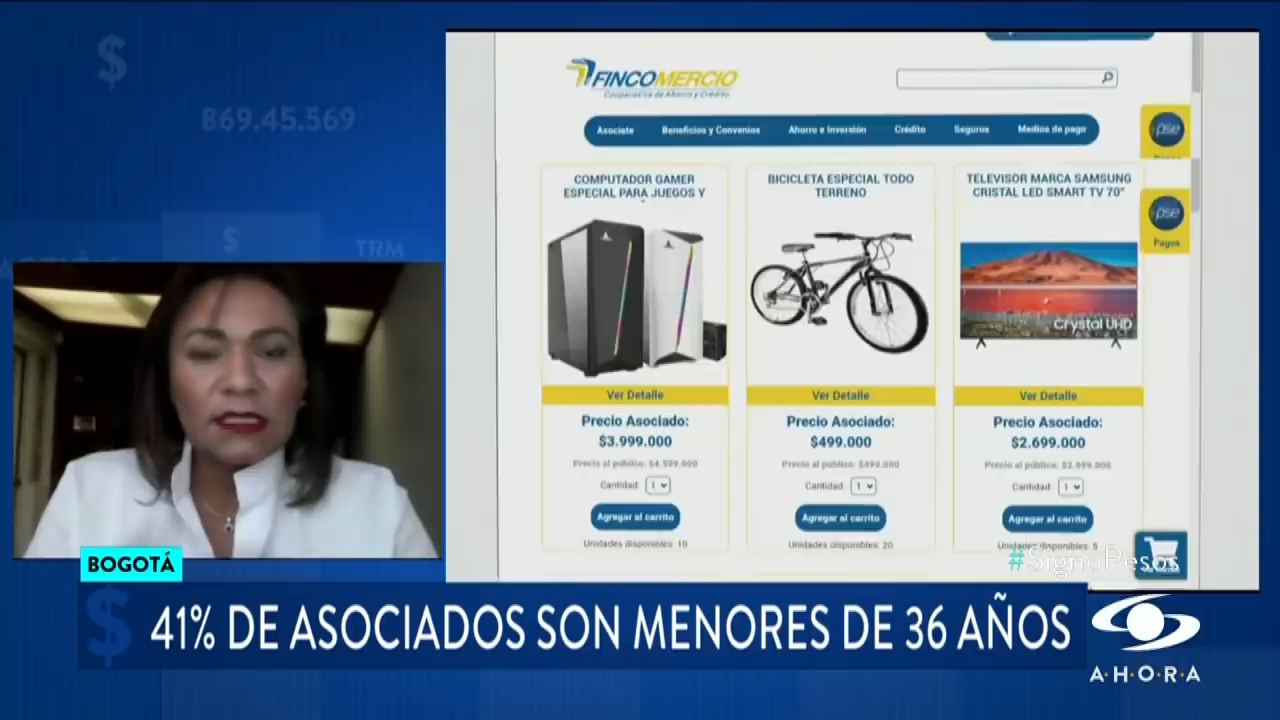 $
869.45.569
$
TRM
FINCOMERCIO
Cooperativa de Ahorro y Crédito
Asociate Beneficios y Convenios Ahorro e Inversión Crédito Seguros Medios de pago
pse
pse
Pagos
COMPUTADOR GAMER
ESPECIAL PARA JUEGOS Y
Ver Detalle
Precio Asociado:
$3.999.000
Precio al público: $4.599.000
Cantidad: 1
Agregar al carrito
Unidades disponibles: 10
BICICLETA ESPECIAL TODO
TERRENO
Ver Detalle
Precio Asociado:
$499.000
Precio al público: $499.000
Cantidad: 1
Agregar al carrito
Unidades disponibles: 20
TELEVISOR MARCA SAMSUNG
CRISTAL LED SMART TV 70"
Crystal UHD
Ver Detalle
Precio Asociado:
$2.699.000
Precio al público: $2.999.000
Cantidad: 1
Agregar al carrito
Unidades disponibles: 5
#SignoPesos
BOGOTÁ
$
41% DE ASOCIADOS SON MENORES DE 36 AÑOS
AHORA